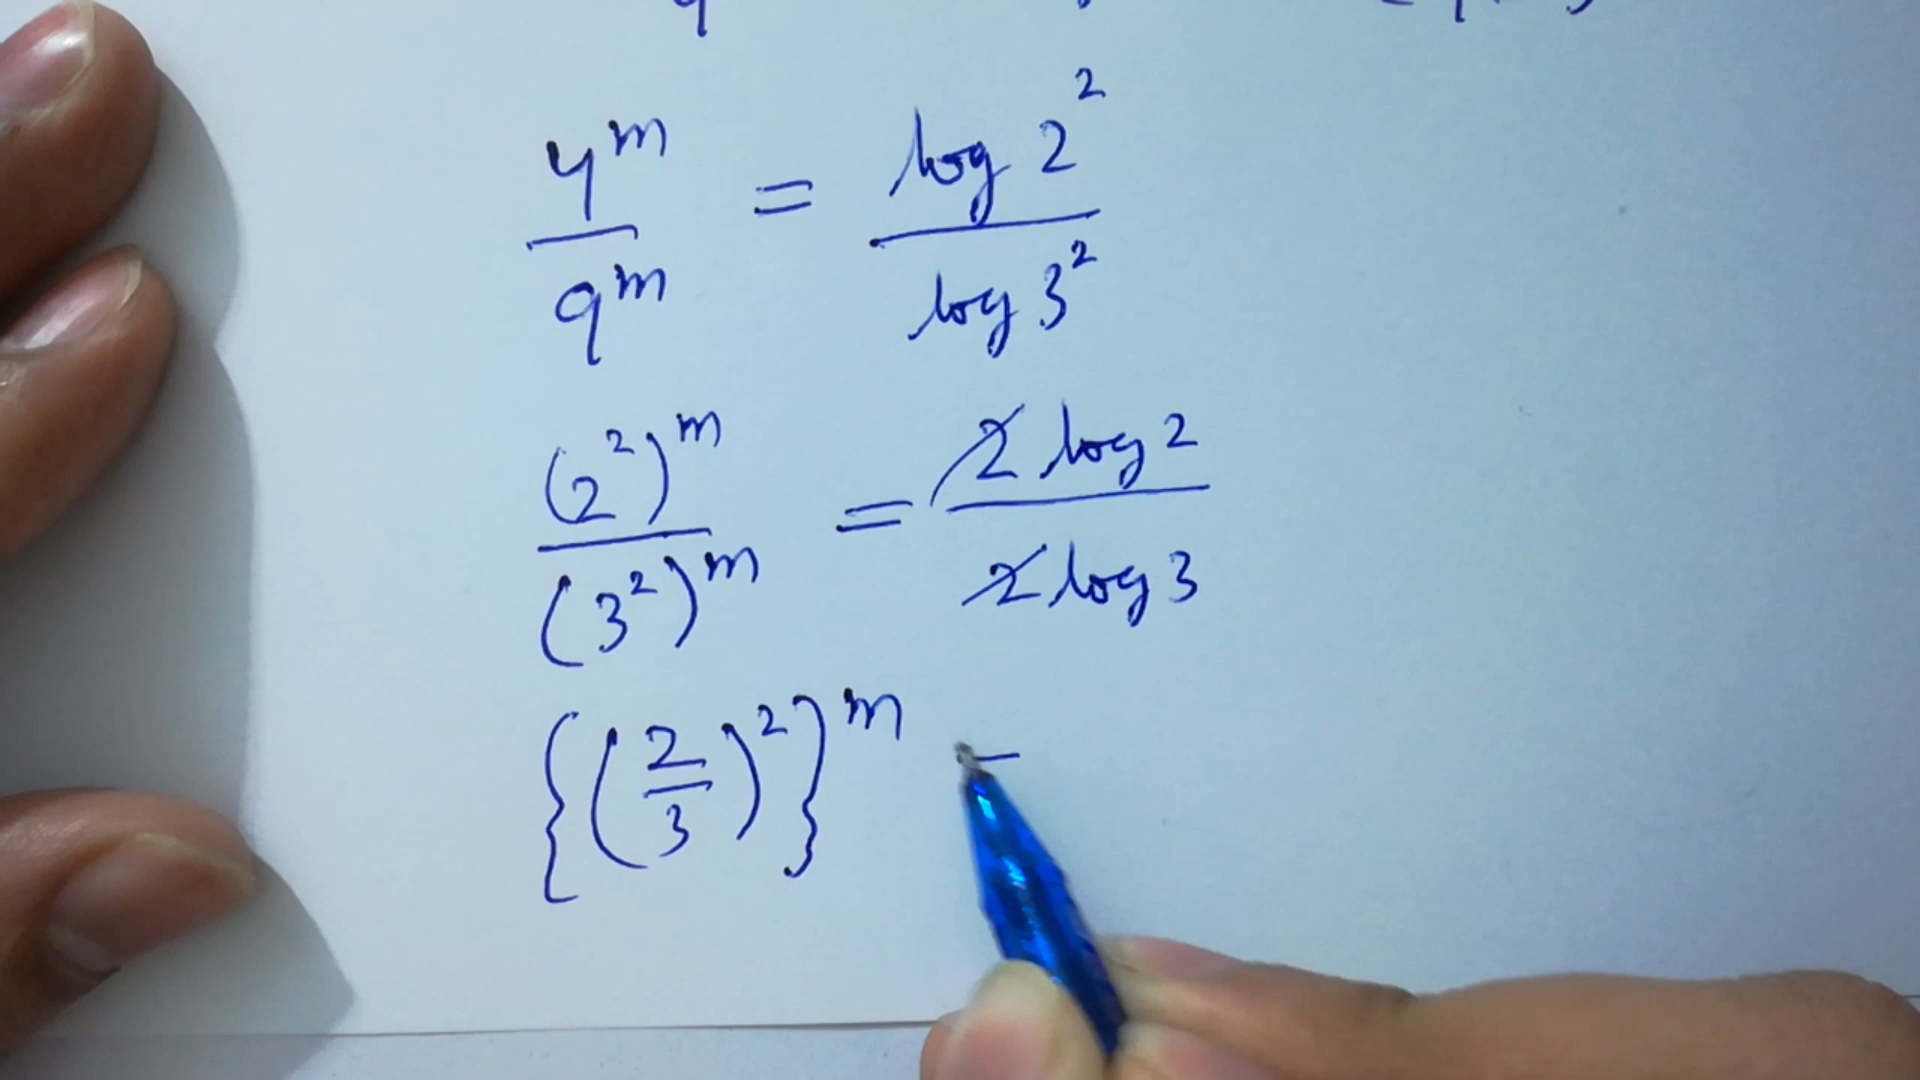 4^m / 9^m = log 2^2 / log 3^2
(2^2)^m / (3^2)^m = 2 log 2 / 2 log 3
{(2/3)^2}^m